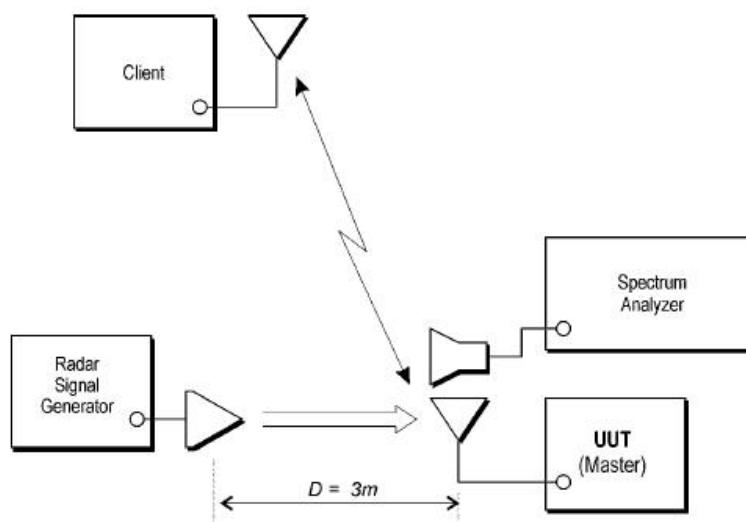 Client
Spectrum
Analyzer
Radar
Signal
Generator
UUT
(Master)
D = 3m